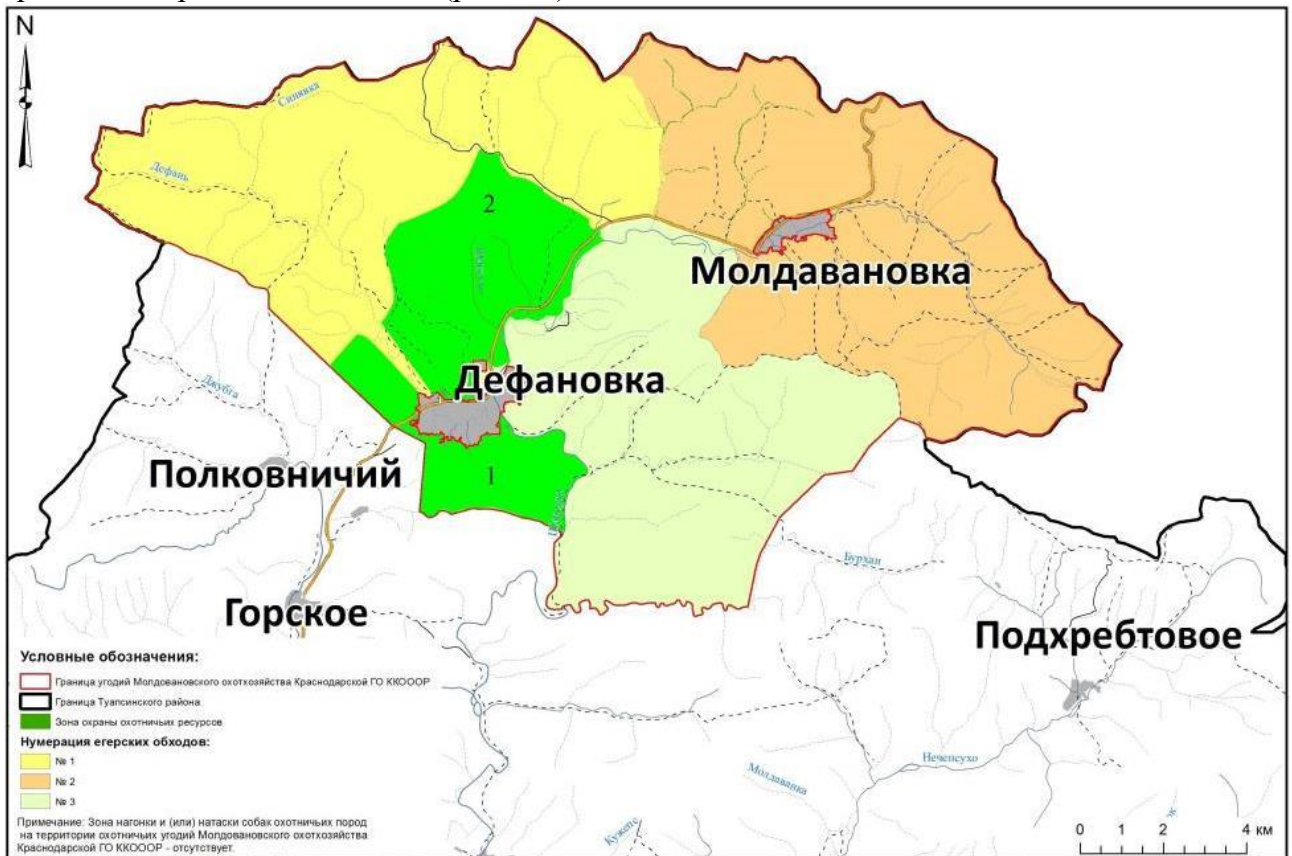 N
Синявка
Дефань
2
Молдавановка
Дефановка
Джубга
Полковничий
1
Бурхан
Горское
Подхребтовое
Условные обозначения:
Граница угодий Молдовановского охотхозяйства Краснодарской ГО ККОООР
Граница Туапсинского района
Зона охраны охотничьих ресурсов
Нумерация егерских обходов:
№ 1
№ 2
№ 3
Нечепсухо
Молдаванка
Примечание: Зона нагонки и (или) натаски собак охотничьих пород
на территории охотничьих угодий Молдовановского охотхозяйства
Краснодарской ГО ККОООР - отсутствует.
0 1 2 4 км